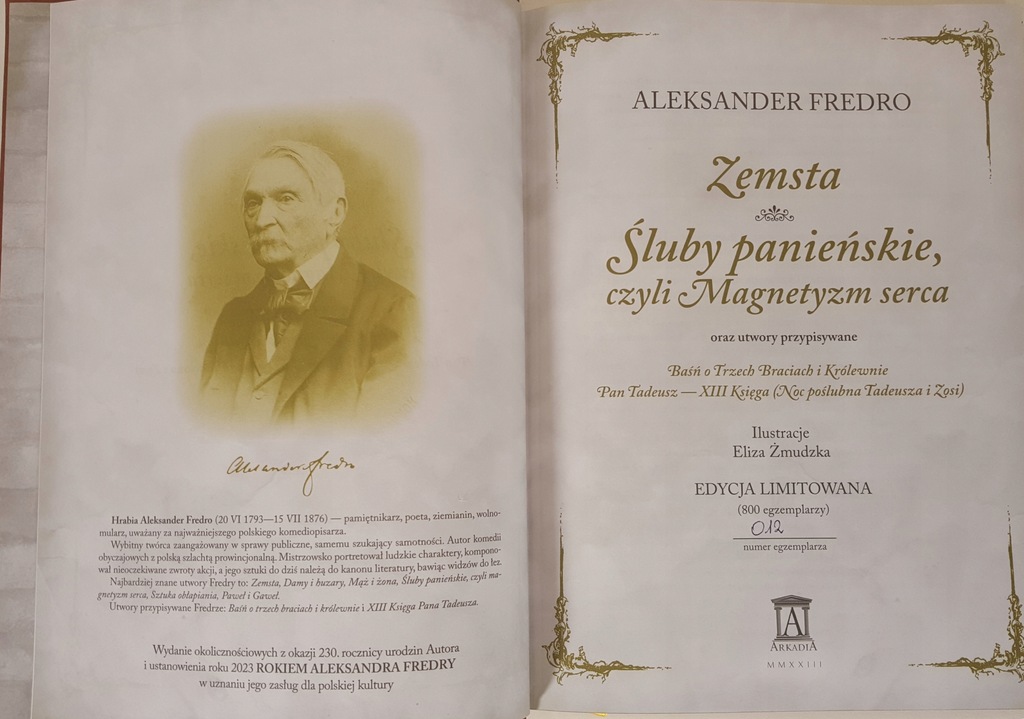 Aleksander Fredro
Hrabia Aleksander Fredro (20 VI 1793—15 VII 1876) — pamiętnikarz, poeta, ziemianin, wolno-
mularz, uważany za najważniejszego polskiego komediopisarza.
Wybitny twórca zaangażowany w sprawy publiczne, samemu szukający samotności. Autor komedii
obyczajowych z polską szlachtą prowincjonalną. Mistrzowsko portretował ludzkie charaktery, kompono-
wał nieoczekiwane zwroty akcji, a jego sztuki do dziś należą do kanonu literatury, bawiąc widzów do łez.
Najbardziej znane utwory Fredry to: Zemsta, Damy i huzary, Mąż i żona, Śluby panieńskie, czyli ma-
gnetyzm serca, Sztuka obłapiania, Paweł i Gaweł.
Utwory przypisywane Fredrze: Baśń o trzech braciach i królewnie i XIII Księga Pana Tadeusza.
Wydanie okolicznościowych z okazji 230. rocznicy urodzin Autora
i ustanowienia roku 2023 ROKIEM ALEKSANDRA FREDRY
w uznaniu jego zasług dla polskiej kultury
ALEKSANDER FREDRO
Zemsta
Śluby panieńskie,
czyli Magnetyzm serca
oraz utwory przypisywane
Baśń o Trzech Braciach i Królewnie
Pan Tadeusz — XIII Księga (Noc poślubna Tadeusza i Zosi)
Ilustracje
Eliza Żmudzka
EDYCJA LIMITOWANA
(800 egzemplarzy)
012
numer egzemplarza
A
ARKADIA
MMXXIII